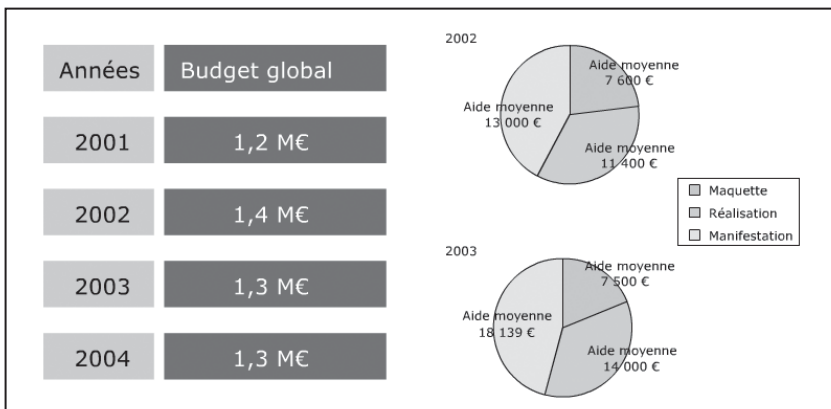 Années Budget global
2001 1,2 M€
2002 1,4 M€
2003 1,3 M€
2004 1,3 M€
2002
Aide moyenne
7 600 €
Aide moyenne
13 000 €
Aide moyenne
11 400 €
Maquette
Réalisation
Manifestation
2003
Aide moyenne
7 500 €
Aide moyenne
18 139 €
Aide moyenne
14 000 €